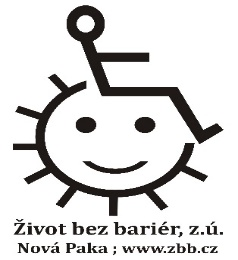 Život bez bariér, z.ú.
Nová Paka ; www.zbb.cz